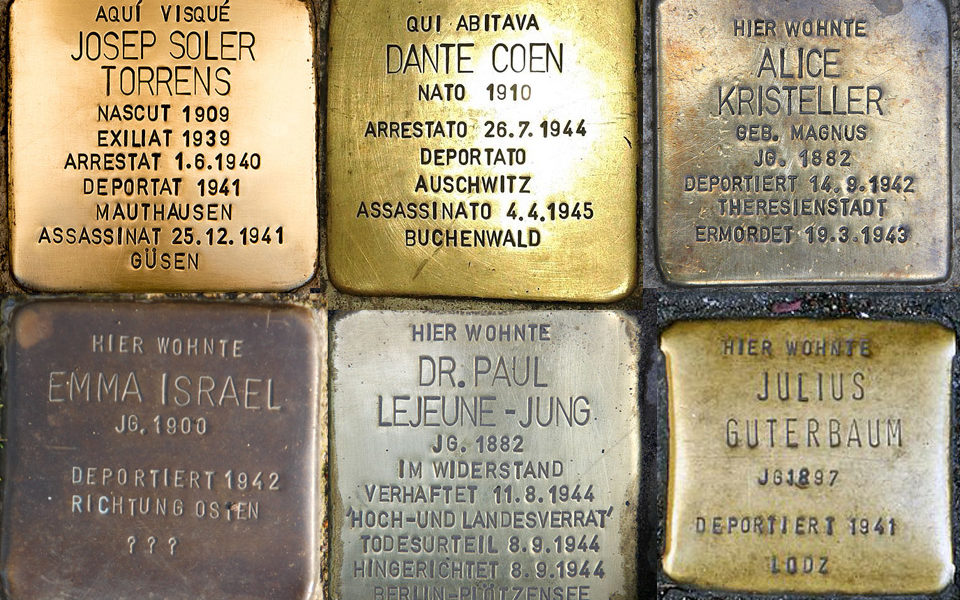 AQUÍ VISQUÉ
JOSEP SOLER
TORRENS
NASCUT 1909
EXILIAT 1939
ARRESTAT 1.6.1940
DEPORTAT 1941
MAUTHAUSEN
ASSASSINAT 25.12.1941
GÜSEN
QUI ABITAVA
DANTE COEN
NATO 1910
ARRESTATO 26.7.1944
DEPORTATO
AUSCHWITZ
ASSASSINATO 4.4.1945
BUCHENWALD
HIER WOHNTE
ALICE
KRISTELLER
GEB. MAGNUS
JG. 1882
DEPORTIERT 14.9.1942
THERESIENSTADT
ERMORDET 19.3.1943
HIER WOHNTE
EMMA ISRAEL
JG. 1900
DEPORTIERT 1942
RICHTUNG OSTEN
???
HIER WOHNTE
DR. PAUL
LEJEUNE-JUNG
JG. 1882
IM WIDERSTAND
VERHAFTET 11.8.1944
'HOCH-UND LANDESVERRAT'
TODESURTEIL 8.9.1944
HINGERICHTET 8.9.1944
BERLIN-PLÖTZENSEE
HIER WOHNTE
JULIUS
GUTERBAUM
JG 1897
DEPORTIERT 1941
LODZ